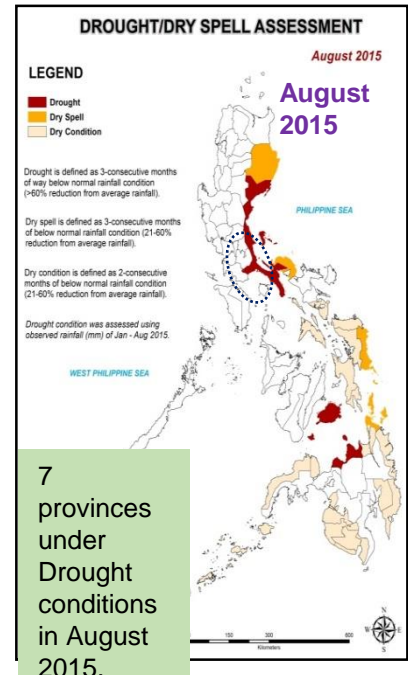 DROUGHT/DRY SPELL ASSESSMENT
August 2015
LEGEND
August
2015
Drought
Dry Spell
Dry Condition
Drought is defined as 3-consecutive months
of way below normal rainfall condition
(>60% reduction from average rainfall).
PHILIPPINE SEA
Dry spell is defined as 3-consecutive months
of below normal rainfall condition (21-60%
reduction from average rainfall).
Dry condition is defined as 2-consecutive
months of below normal rainfall condition
(21-60% reduction from average rainfall).
Drought condition was assessed using
observed rainfall (mm) of Jan - Aug 2015.
WEST PHILIPPINE SEA
7
provinces
under
Drought
conditions
in August
2015.
150 300 600
Kilometers
N
W E
S